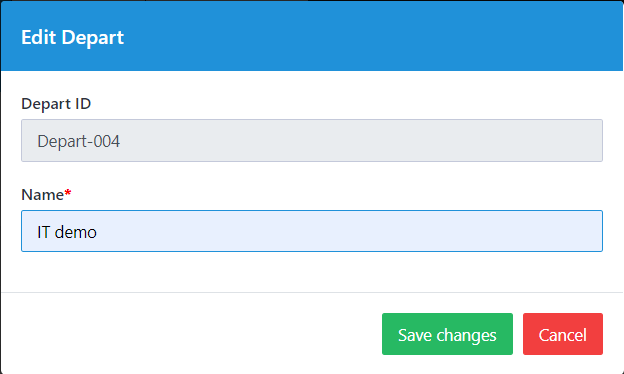 Edit Depart
Depart ID
Depart-004
Name*
IT demo
Save changes
Cancel